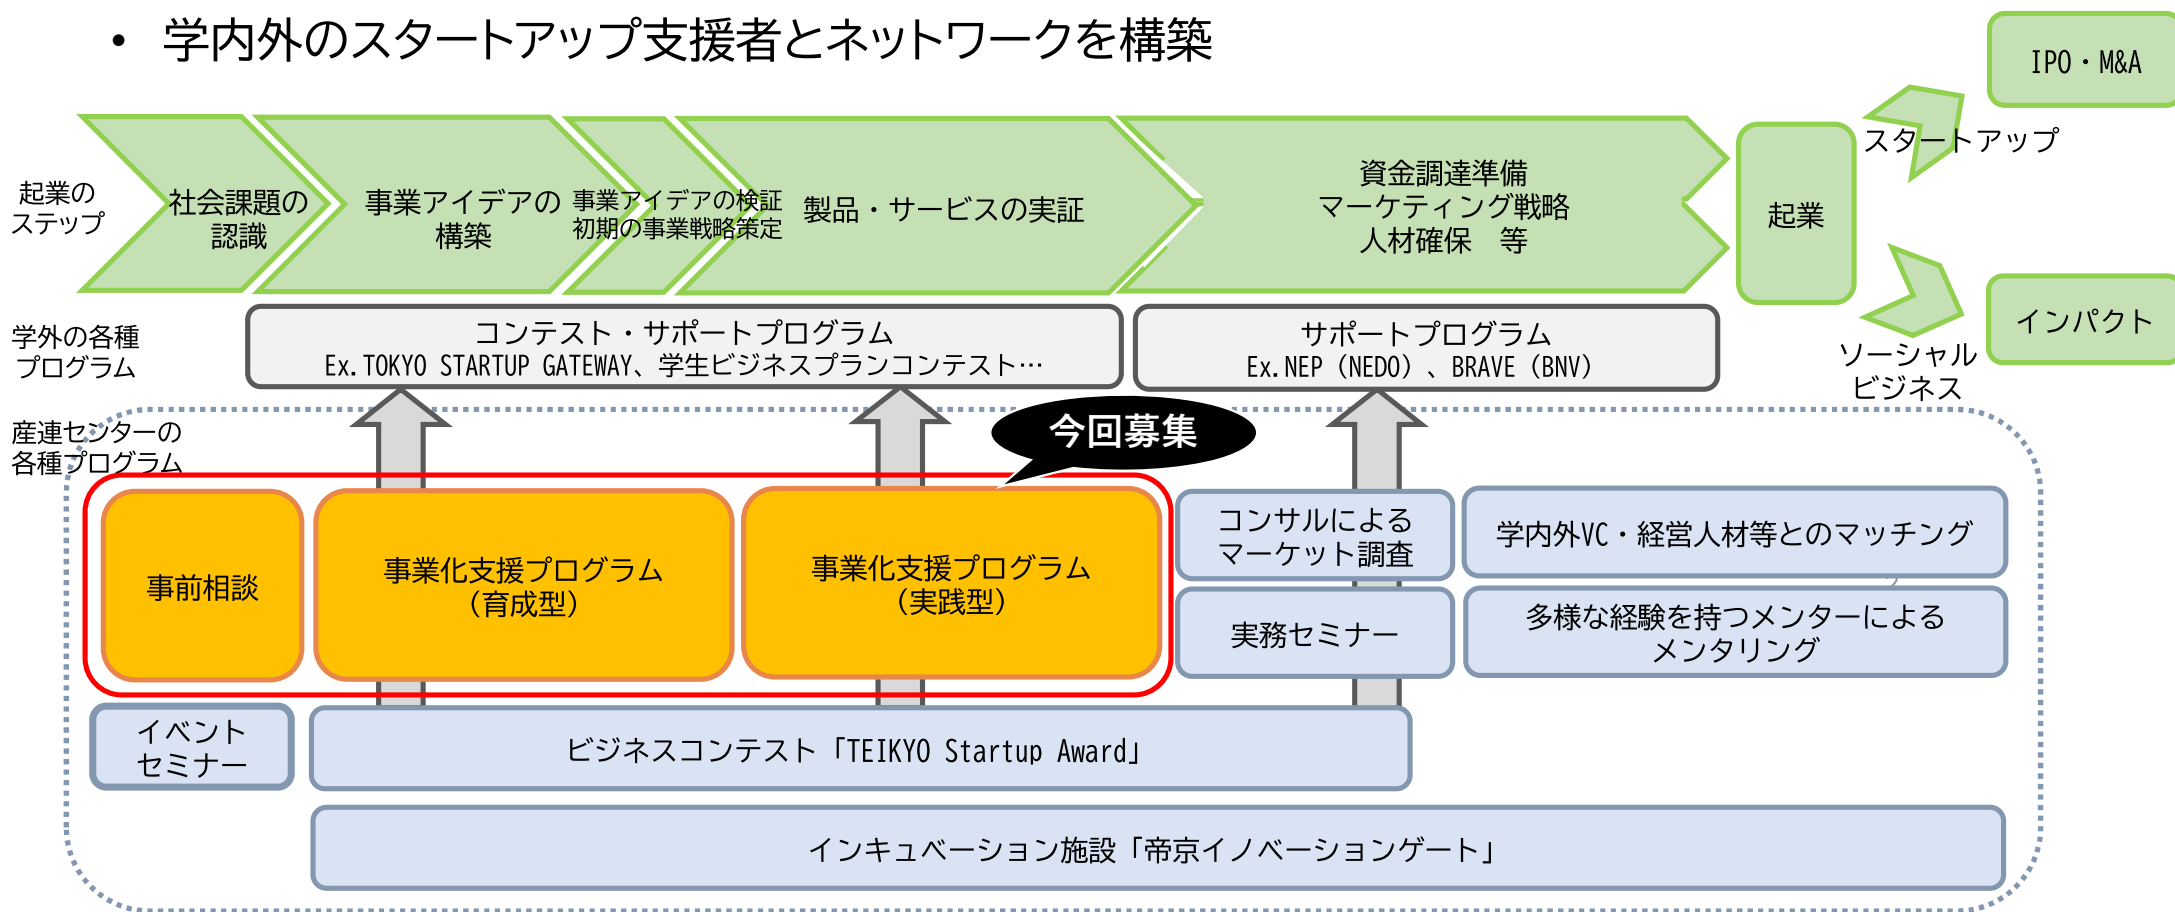 • 学内外のスタートアップ支援者とネットワークを構築
IPO・M&A
スタートアップ
起業の
ステップ
社会課題の
認識
事業アイデアの
構築
事業アイデアの検証
初期の事業戦略策定
製品・サービスの実証
資金調達準備
マーケティング戦略
人材確保　等
起業
インパクト
ソーシャル
ビジネス
学外の各種
プログラム
コンテスト・サポートプログラム
Ex.TOKYO STARTUP GATEWAY、学生ビジネスプランコンテスト…
サポートプログラム
Ex.NEP（NEDO）、BRAVE（BNV）
産連センターの
各種プログラム
今回募集
事前相談
事業化支援プログラム
（育成型）
事業化支援プログラム
（実践型）
コンサルによる
マーケット調査
学内外VC・経営人材等とのマッチング
実務セミナー
多様な経験を持つメンターによる
メンタリング
イベント
セミナー
ビジネスコンテスト「TEIKYO Startup Award」
インキュベーション施設「帝京イノベーションゲート」